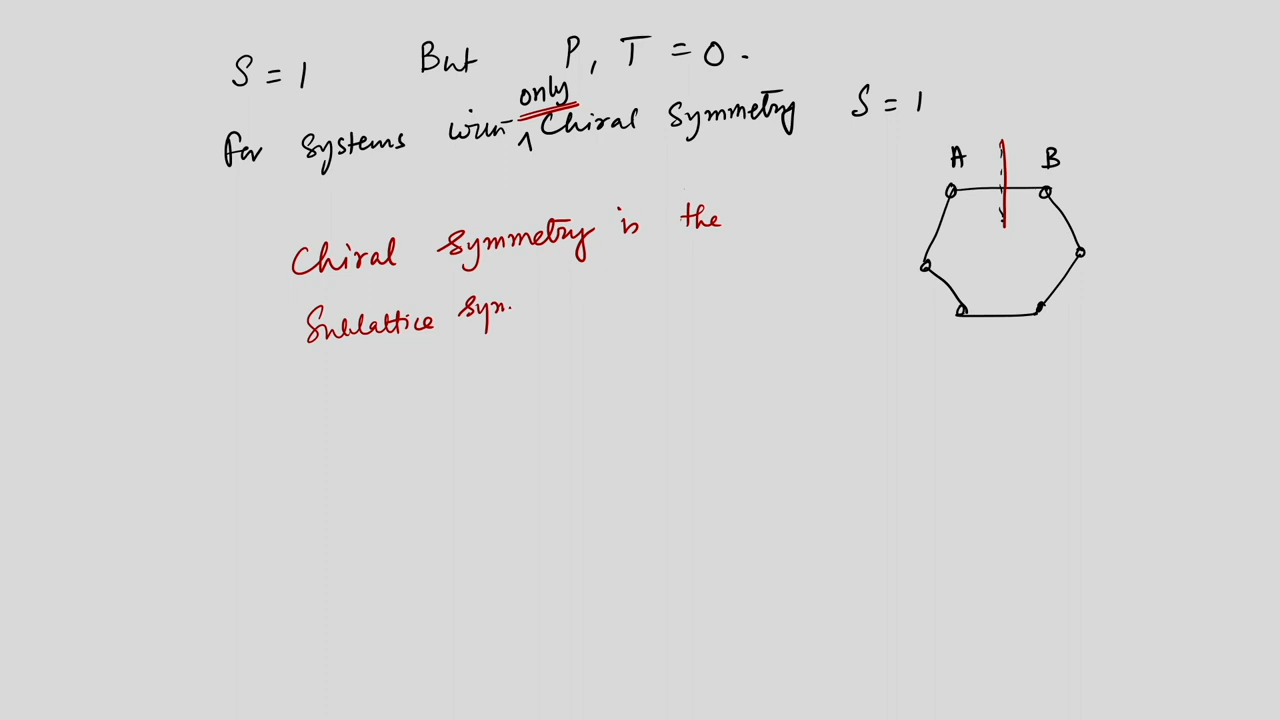 S = 1 But P, T = 0.
For systems with only Chiral Symmetry S = 1
A B
Chiral Symmetry is the
Sublattice sym.